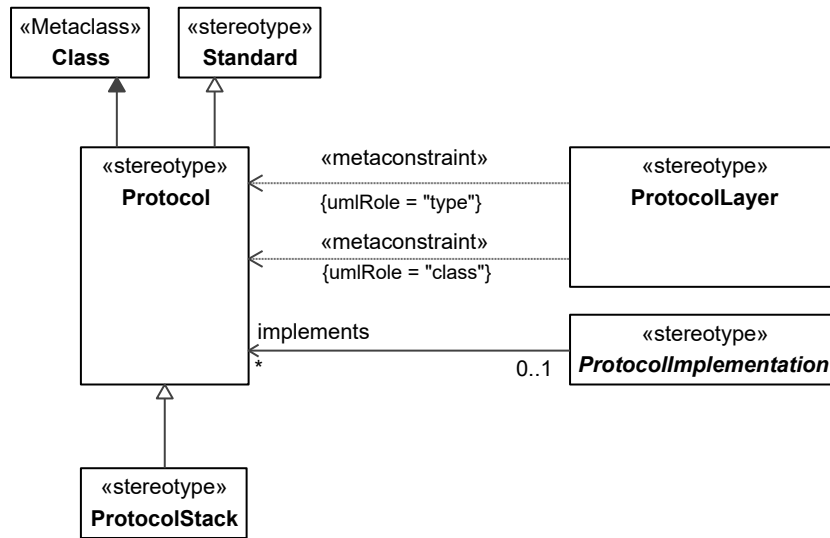 «Metaclass»
Class
«stereotype»
Standard
«stereotype»
Protocol
«metaconstraint»
{umlRole = "type"}
«metaconstraint»
{umlRole = "class"}
«stereotype»
ProtocolLayer
implements
*
0..1
«stereotype»
ProtocolImplementation
«stereotype»
ProtocolStack